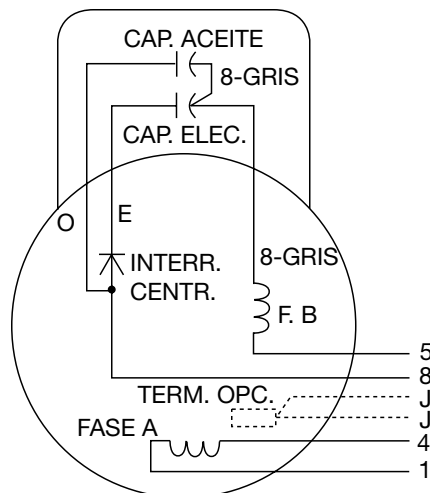 CAP. ACEITE
8-GRIS
CAP. ELEC.
O
E
INTERR.
CENTR.
8-GRIS
F. B
5
8
TERM. OPC.
J
J
FASE A
4
1